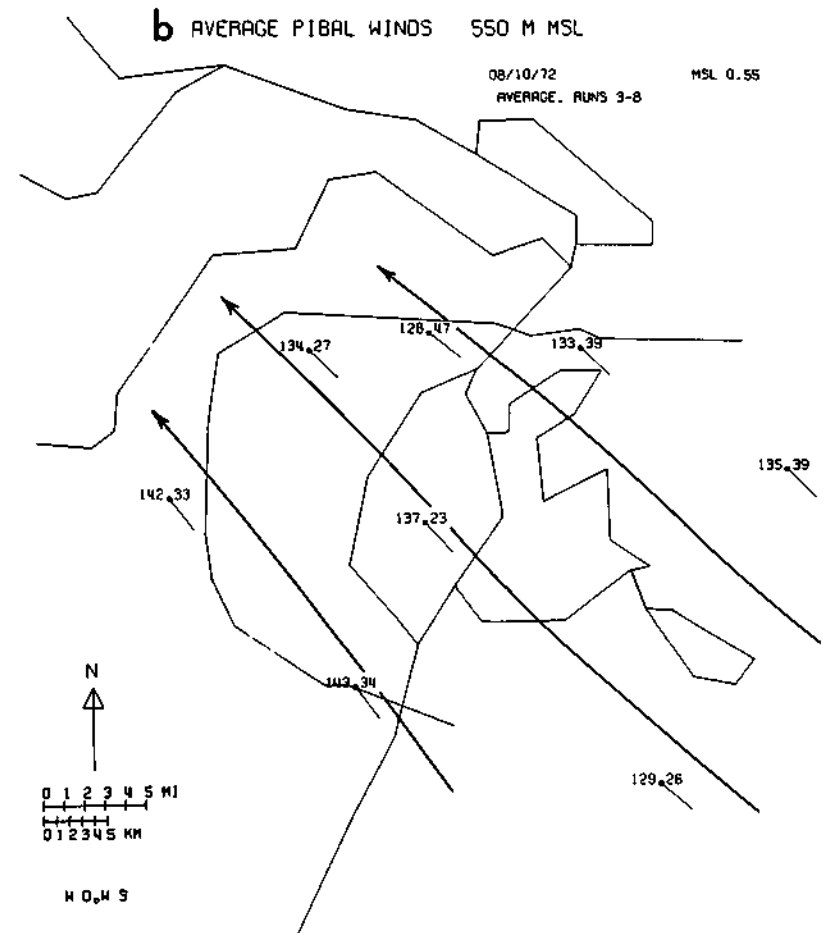 b AVERAGE PIBAL WINDS 550 M MSL
08/10/72 MSL 0.55
AVERAGE. RUNS 3-8
128.47
134.27
133.39
135.39
142.33
137.23
143.34
N
129.26
0 1 2 3 4 5 MI
0 1 2 3 4 5 KM